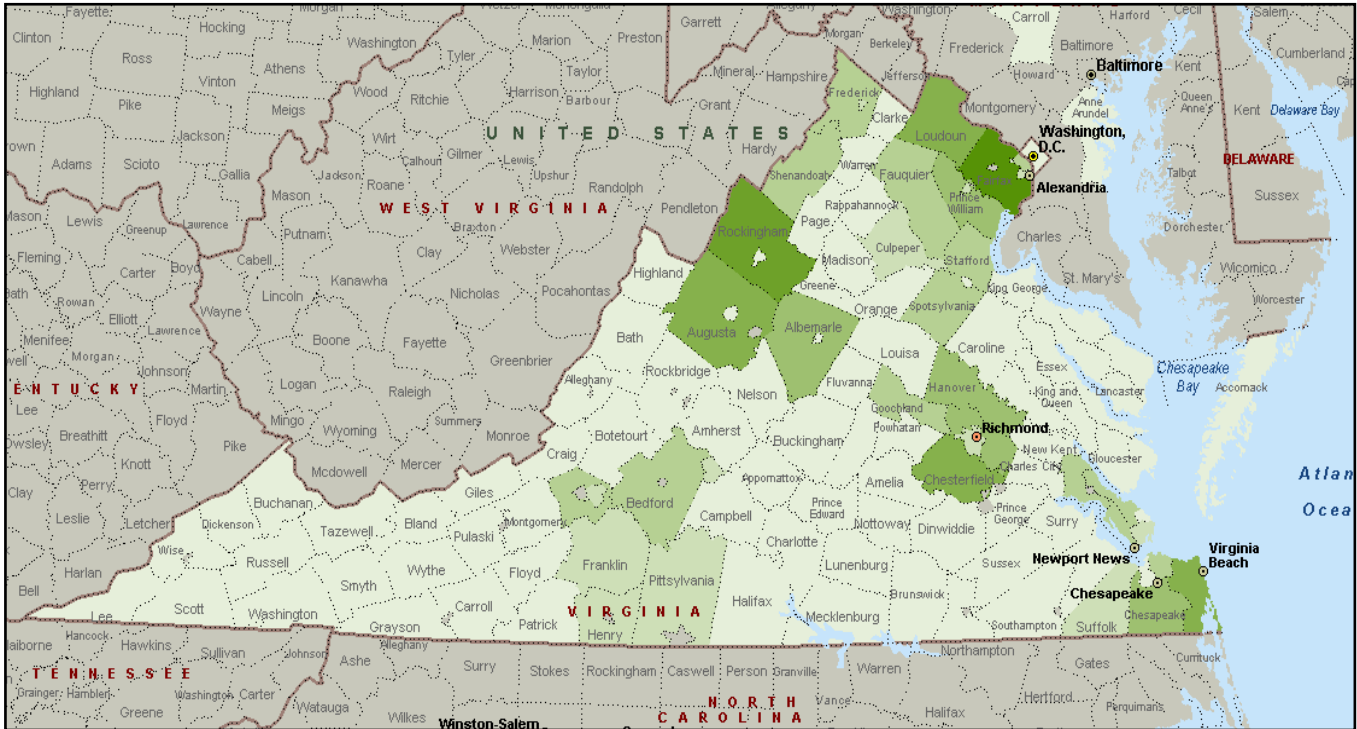 Fayette
Hocking
Morgan
Washington
Wetzel
Monongalia
Garrett
Allegany
Washington
Carroll
Harford
Cecil
Salem
Clinton
Ross
Vinton
Athens
Washington
Tyler
Marion
Preston
Morgan
Berkeley
Frederick
Baltimore
Cumberland
Baltimore
Howard
Kent
Highland
Pike
Meigs
Wood
Ritchie
Harrison
Taylor
Barbour
Mineral
Hampshire
Jefferson
Frederick
Montgomery
Anne
Arundel
Queen
Anne's
Kent
Delaware Bay
Jackson
Wirt
UNITED STATES
Grant
Clarke
Loudoun
Washington,
D.C.
Adams
Scioto
Gallia
Jackson
Calhoun
Gilmer
Lewis
Upshur
Hardy
Warren
Shenandoah
Fauquier
Fairfax
Alexandria
Talbot
DELAWARE
Sussex
Mason
Roane
Randolph
Prince
William
Rappahannock
Mason
Lewis
Greenup
Lawrence
WEST VIRGINIA
Pendleton
Page
Dorchester
Putnam
Braxton
Rockingham
Culpeper
Charles
Fleming
Carter
Boyd
Cabell
Clay
Webster
Highland
Madison
Stafford
St. Mary's
Wicomico
Bath
Rowan
Kanawha
Nicholas
Pocahontas
Greene
King George
Worcester
Elliott
Lawrence
Wayne
Lincoln
Orange
Spotsylvania
Menifee
Morgan
Boone
Fayette
Bath
Augusta
Albemarle
Louisa
Caroline
Essex
Chesapeake
Bay
Johnson
Martin
Greenbrier
Rockbridge
Alleghany
Nelson
Fluvanna
Hanover
King and
Queen
Lancaster
Accomack
ENTUCKY
Logan
Raleigh
Goochland
Lee
Floyd
Mingo
Summers
Wyoming
Monroe
Botetourt
Amherst
Buckingham
Powhatan
Richmond
Owsley
Breathitt
Pike
Knott
Mcdowell
Mercer
Craig
New Kent
Gloucester
Clay
Perry
Buchanan
Giles
Bedford
Appomattox
Amelia
Chesterfield
Charles City
Atlan
Ocea
Leslie
Letcher
Dickenson
Tazewell
Bland
Pulaski
Montgomery
Campbell
Prince
Edward
Nottoway
Dinwiddie
Prince
George
Surry
Wise
Russell
Wythe
Floyd
Franklin
Pittsylvania
Charlotte
Lunenburg
Sussex
Newport News
Virginia
Beach
Bell
Harlan
Smyth
Brunswick
Chesapeake
Lee
Scott
Washington
Carroll
Grayson
Patrick
VIRGINIA
Henry
Halifax
Mecklenburg
Southampton
Suffolk
Chesapeake
laiborne
Hancock
Hawkins
Sullivan
Johnson
Ashe
Alleghany
Surry
Stokes
Rockingham
Caswell
Person
Granville
Warren
Northampton
Gates
Currituck
TENNESSEE
Grainger
Hamblen
Washington
Carter
Greene
Watauga
Wilkes
Winston-Salem
NORTH
CAROLINA
Vance
Halifax
Hertford
Perquimans